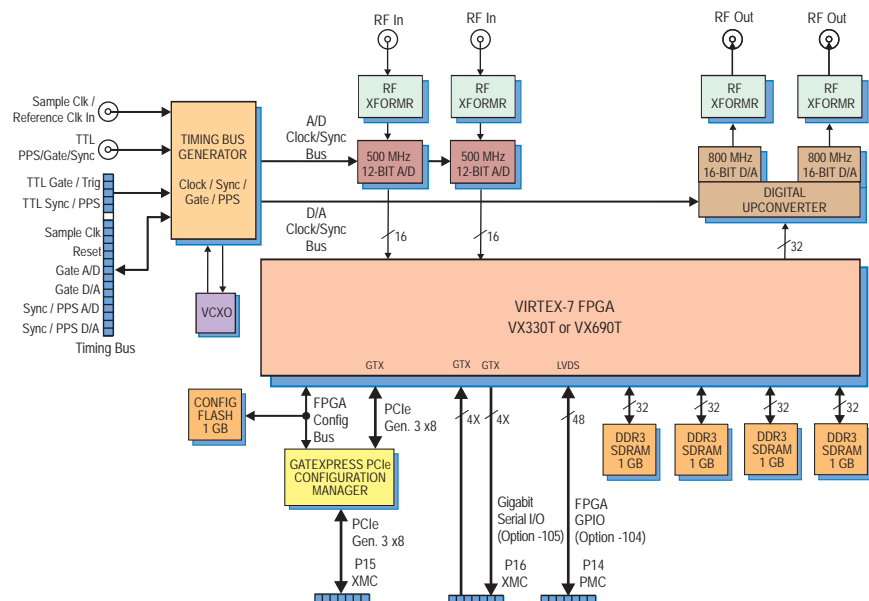 RF In
RF In
RF Out
RF Out
RF
XFORMR
RF
XFORMR
RF
XFORMR
RF
XFORMR
Sample Clk /
Reference Clk In
TTL
PPS/Gate/Sync
TTL Gate / Trig
TTL Sync / PPS
Sample Clk
Reset
Gate A/D
Gate D/A
Sync / PPS A/D
Sync / PPS D/A
Timing Bus
TIMING BUS
GENERATOR
Clock / Sync /
Gate / PPS
VCXO
A/D
Clock/Sync
Bus
D/A
Clock/Sync
Bus
500 MHz
12-BIT A/D
500 MHz
12-BIT A/D
800 MHz
16-BIT D/A
800 MHz
16-BIT D/A
DIGITAL
UPCONVERTER
16
16
32
VIRTEX-7 FPGA
VX330T or VX690T
GTX
GTX
GTX
LVDS
CONFIG
FLASH
1 GB
FPGA
Config
Bus
PCIe
Gen. 3 x8
4X
4X
48
32
32
32
32
DDR3
SDRAM
1 GB
DDR3
SDRAM
1 GB
DDR3
SDRAM
1 GB
DDR3
SDRAM
1 GB
GATEXPRESS PCIe
CONFIGURATION
MANAGER
PCIe
Gen. 3 x8
P15
XMC
Gigabit
Serial I/O
(Option -105)
P16
XMC
FPGA
GPIO
(Option -104)
P14
PMC